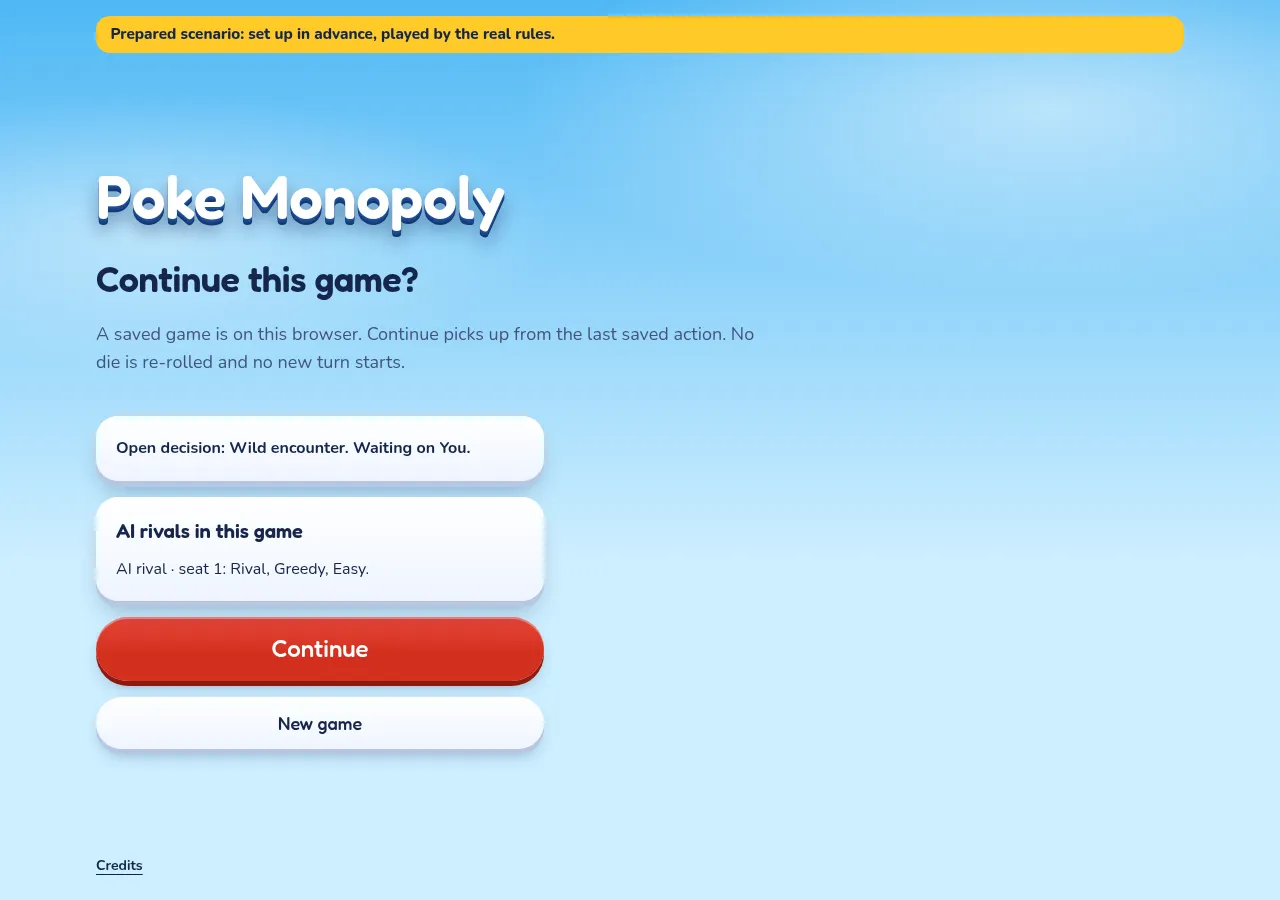 Prepared scenario: set up in advance, played by the real rules.
Poke Monopoly
Continue this game?
A saved game is on this browser. Continue picks up from the last saved action. No
die is re-rolled and no new turn starts.
Open decision: Wild encounter. Waiting on You.
AI rivals in this game
AI rival · seat 1: Rival, Greedy, Easy.
Continue
New game
Credits